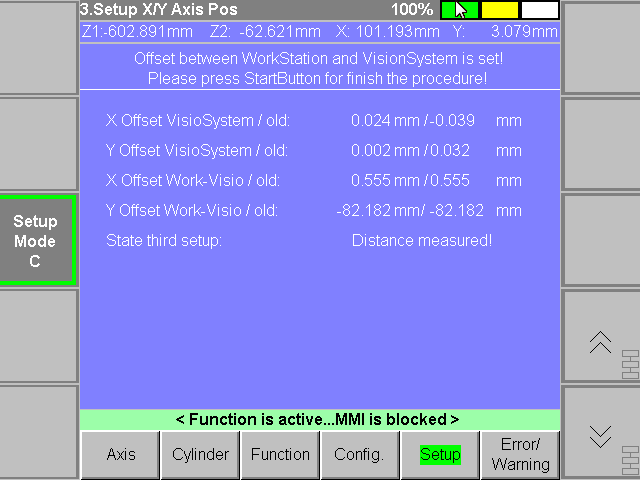 3.Setup X/Y Axis Pos 100%
Z1:-602.891mm Z2: -62.621mm X: 101.193mm Y: 3.079mm
Offset between WorkStation and VisionSystem is set!
Please press StartButton for finish the procedure!
X Offset VisioSystem / old: 0.024 mm /-0.039 mm
Y Offset VisioSystem / old: 0.002 mm /0.032 mm
X Offset Work-Visio / old: 0.555 mm /0.555 mm
Y Offset Work-Visio / old: -82.182 mm/ -82.182 mm
State third setup: Distance measured!
Setup
Mode
C
< Function is active...MMI is blocked >
Axis Cylinder Function Config. Setup Error/
Warning